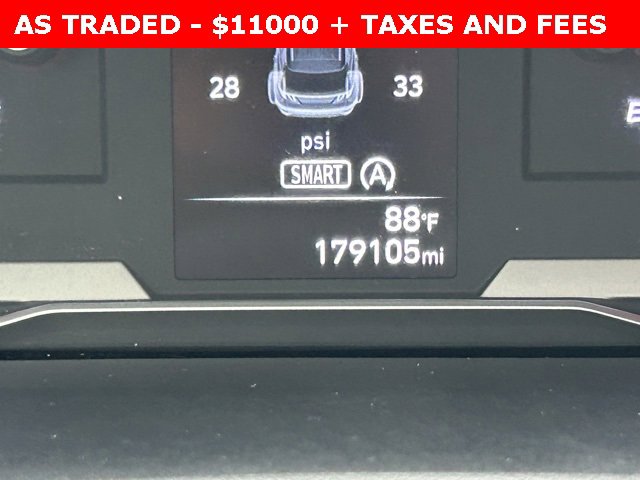 AS TRADED - $11000 + TAXES AND FEES
28 33
psi
SMART A
88°F
179105mi
E